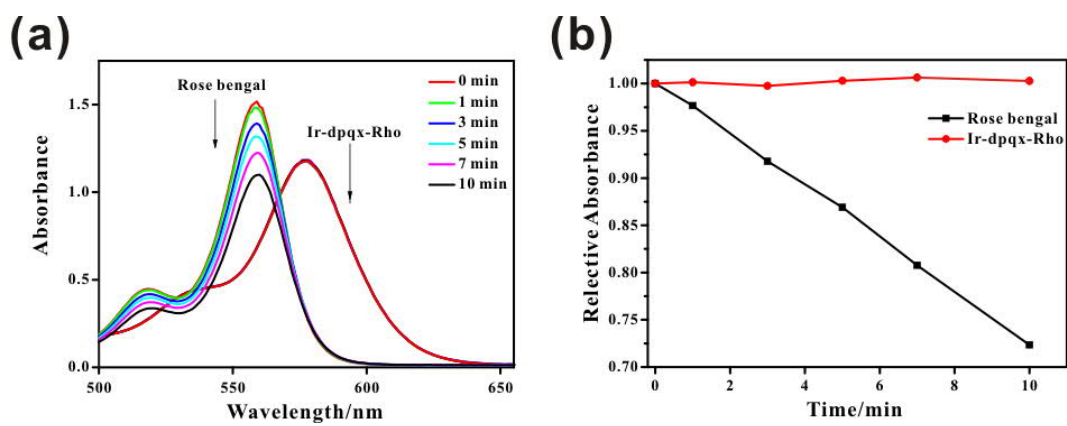 (a)
Absorbance
1.5
1.0
0.5
0.0
500
550
600
650
Wavelength/nm
Rose bengal
Ir-dpqx-Rho
0 min
1 min
3 min
5 min
7 min
10 min
(b)
Relective Absorbance
1.00
0.95
0.90
0.85
0.80
0.75
0.70
0
2
4
6
8
10
Time/min
Rose bengal
Ir-dpqx-Rho